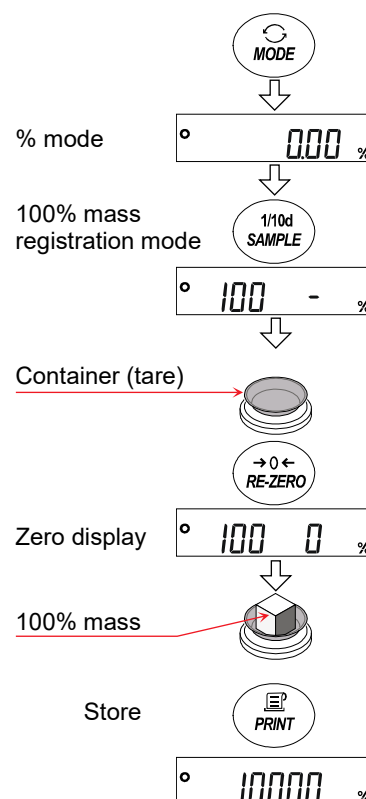 MODE
% mode
0.00 %
100% mass
registration mode
1/10d
SAMPLE
100 - %
Container (tare)
→0←
RE-ZERO
Zero display
100 0 %
100% mass
Store
PRINT
100.00 %